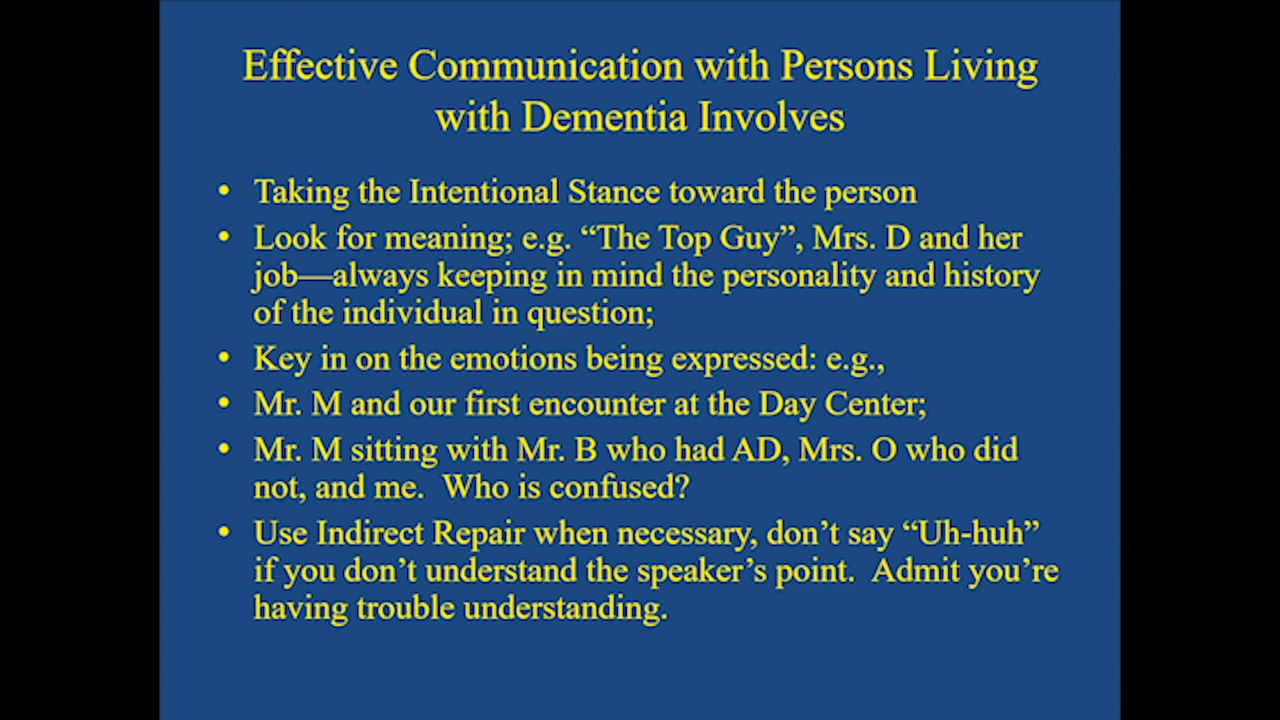 Effective Communication with Persons Living
with Dementia Involves
• Taking the Intentional Stance toward the person
• Look for meaning; e.g. “The Top Guy”, Mrs. D and her
job—always keeping in mind the personality and history
of the individual in question;
• Key in on the emotions being expressed: e.g.,
• Mr. M and our first encounter at the Day Center;
• Mr. M sitting with Mr. B who had AD, Mrs. O who did
not, and me.  Who is confused?
• Use Indirect Repair when necessary, don’t say “Uh-huh”
if you don’t understand the speaker’s point.  Admit you’re
having trouble understanding.